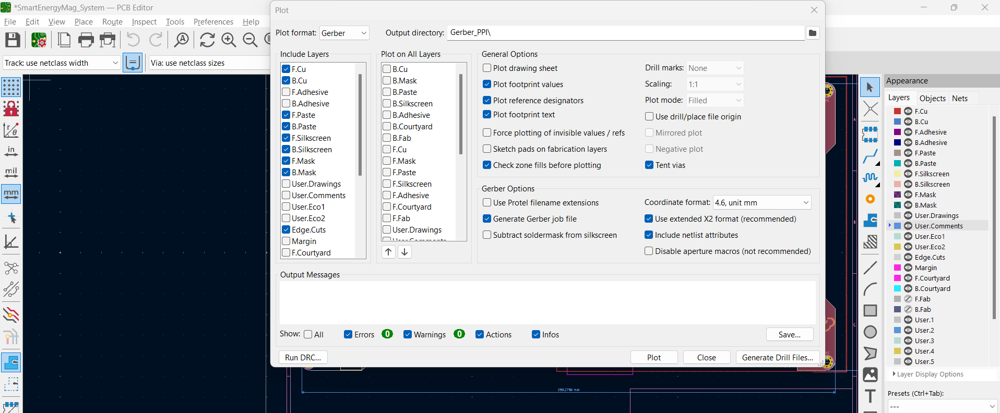 *SmartEnergyMag_System — PCB Editor
File Edit View Place Route Inspect Tools Preferences Help
Track: use netclass width
Via: use netclass sizes
in
mil
mm
Plot
Plot format: Gerber
Output directory: Gerber_PPI\
Include Layers
F.Cu
B.Cu
F.Adhesive
B.Adhesive
F.Paste
B.Paste
F.Silkscreen
B.Silkscreen
F.Mask
B.Mask
User.Drawings
User.Comments
User.Eco1
User.Eco2
Edge.Cuts
Margin
F.Courtyard
Plot on All Layers
B.Cu
B.Mask
B.Paste
B.Silkscreen
B.Adhesive
B.Courtyard
B.Fab
F.Cu
F.Mask
F.Paste
F.Silkscreen
F.Adhesive
F.Courtyard
F.Fab
User.Drawings
User.Comments
General Options
Plot drawing sheet
Plot footprint values
Plot reference designators
Plot footprint text
Force plotting of invisible values / refs
Sketch pads on fabrication layers
Check zone fills before plotting
Drill marks: None
Scaling: 1:1
Plot mode: Filled
Use drill/place file origin
Mirrored plot
Negative plot
Tent vias
Gerber Options
Use Protel filename extensions
Generate Gerber job file
Subtract soldermask from silkscreen
Coordinate format: 4.6, unit mm
Use extended X2 format (recommended)
Include netlist attributes
Disable aperture macros (not recommended)
Output Messages
Show: All Errors 0 Warnings 0 Actions Infos
Save...
Run DRC...
Plot
Close
Generate Drill Files...
A
B
C
259.2750 mm
Appearance
Layers Objects Nets
F.Cu
B.Cu
F.Adhesive
B.Adhesive
F.Paste
B.Paste
F.Silkscreen
B.Silkscreen
F.Mask
B.Mask
User.Drawings
User.Comments
User.Eco1
User.Eco2
Edge.Cuts
Margin
F.Courtyard
B.Courtyard
F.Fab
B.Fab
User.1
User.2
User.3
User.4
User.5
Layer Display Options
Presets (Ctrl+Tab):
---